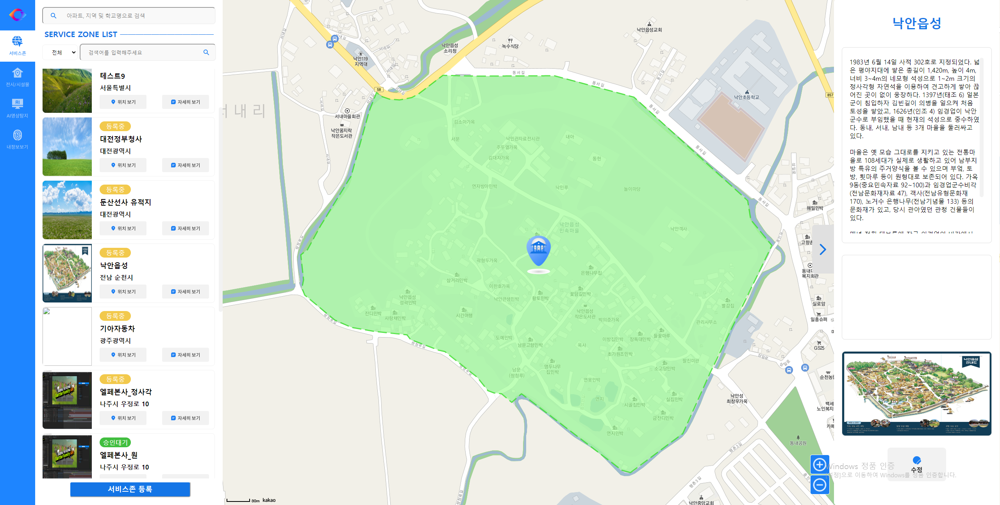 서비스존
전시/시설물
AI영상탐지
내정보보기
아파트, 지역 및 학교명으로 검색
SERVICE ZONE LIST
전체
검색어를 입력해주세요
테스트9
서울특별시
위치 보기
자세히 보기
등록중
대전정부청사
대전광역시
위치 보기
자세히 보기
등록중
둔산선사 유적지
대전광역시
위치 보기
자세히 보기
등록중
낙안읍성
전남 순천시
위치 보기
자세히 보기
등록중
기아자동차
광주광역시
위치 보기
자세히 보기
등록중
엘페본사_정사각
나주시 우정로 10
위치 보기
자세히 보기
승인대기
엘페본사_원
나주시 우정로 10
서비스존 등록
낙안읍성교회
녹수식당
낙안읍성
소리청
낙안119
지역대
서내길
동서길
58
857
낙안초등학교
서내리
서내마을회관
낙안꿈지락
작은도서관
김소아가옥
서문
낙민관자료전시관
내아
주두열가옥
김대자가옥
동헌
삼일로
연자방아민박
낙민루
놀이마당
해밀민박
낙안읍성
민속마을
낙안객사
충민길
쌍청루길
곽형두가옥
은행나무집
삼거리민박
이한호가옥
꽃담길민박
낙안읍성
성곽민박
낙안큰샘민박
황토민박
별감집
실로암
잔디민박
사랑채민박
시간여행
낙안읍성
작은도서관
박의준가옥
관리사무소
일흥슈퍼
도예민박
이방집민박
장독대민박
들꽃마루
남문고향민박
옥사
초가원조민박
GS25
팔진미관
앵두나무
집민박
소고당민박
남문
(쌍청루)
연못민박
낙안성
최창우가옥
연지
시골집민박
실집민박
금잔디민박
연지민박
동내공원
평촌3길
낙안중앙교회
30m
kakao
낙안읍성
1983년 6월 14일 사적 302호로 지정되었다. 넓
은 평야지대에 쌓은 총길이 1,420m, 높이 4m,
너비 3~4m의 네모형 석성으로 1~2m 크기의
정사각형 자연석을 이용하여 견고하게 쌓아 끊
어진 곳이 없이 웅장하다. 1397년(태조 6) 일본
군이 침입하자 김빈길이 의병을 일으켜 처음
토성을 쌓았고, 1626년(인조 4) 임경업이 낙안
군수로 부임했을 때 현재의 석성으로 중수하였
다. 동내, 서내, 남내 등 3개 마을을 둘러싸고
있다.
마을은 옛 모습 그대로를 지키고 있는 전통마
을로 108세대가 실제로 생활하고 있어 남부지
방 특유의 주거양식을 볼 수 있으며 부엌, 토
방, 툇마루 등이 원형대로 보존되어 있다. 가옥
9동(중요민속자료 92~100)과 임경업군수비각
(전남문화재자료 47), 객사(전남유형문화재
170), 노거수 은행나무(전남기념물 133) 등의
문화재가 있고, 당시 관아였던 관청 건물들이
있다.
낙안읍성
안내도
수정
Windows 정품 인증
[설정]으로 이동하여 Windows를 정품 인증합니다.